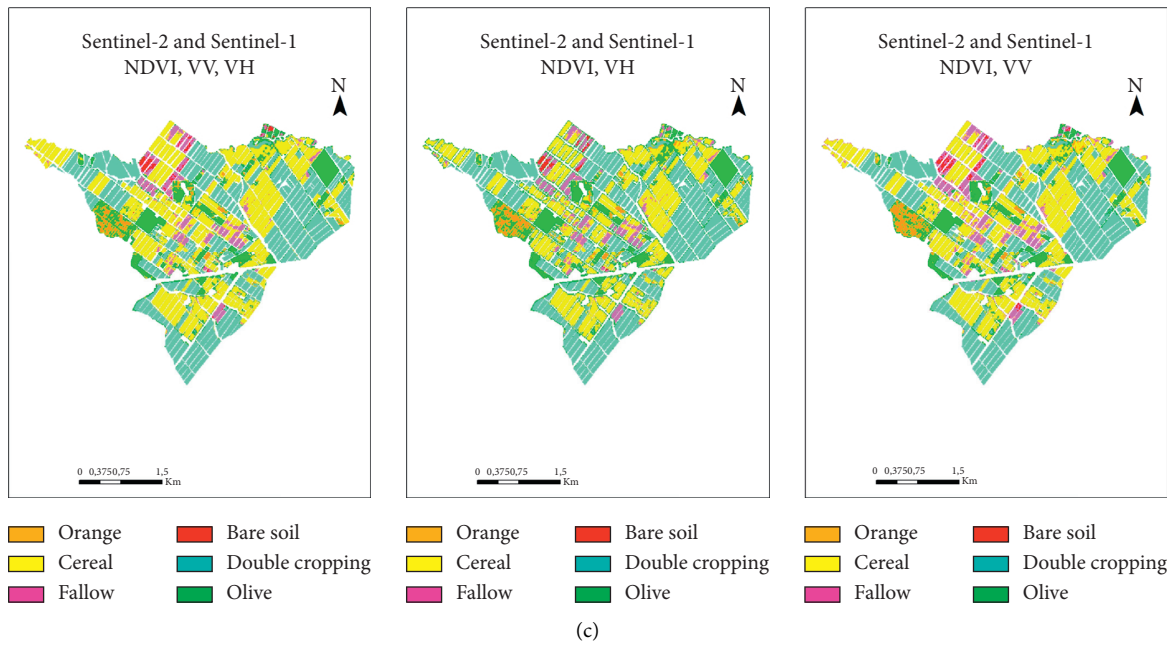 Sentinel-2 and Sentinel-1
NDVI, VV, VH
N
0 0,3750,75 1,5
Km
Orange Bare soil
Cereal Double cropping
Fallow Olive
Sentinel-2 and Sentinel-1
NDVI, VH
N
0 0,3750,75 1,5
Km
Orange Bare soil
Cereal Double cropping
Fallow Olive
Sentinel-2 and Sentinel-1
NDVI, VV
N
0 0,3750,75 1,5
Km
Orange Bare soil
Cereal Double cropping
Fallow Olive
(c)